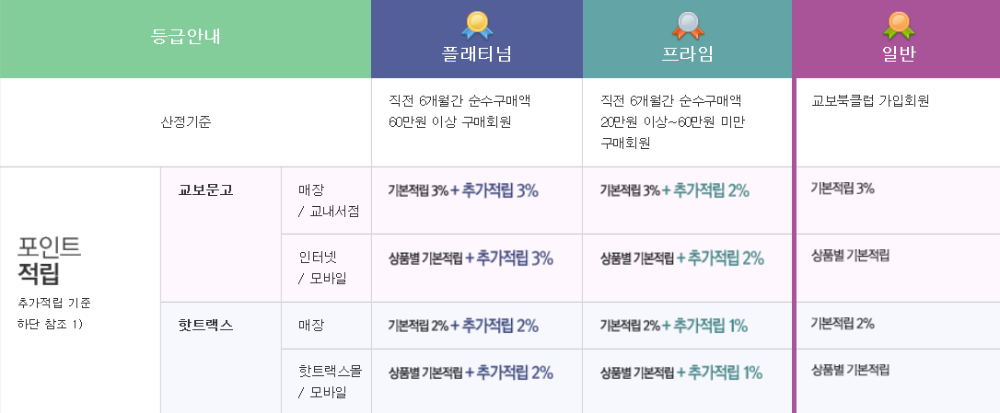 등급안내
플래티넘
프라임
일반
산정기준
직전 6개월간 순수구매액
60만원 이상 구매회원
직전 6개월간 순수구매액
20만원 이상~60만원 미만
구매회원
교보북클럽 가입회원
포인트
적립
추가적립 기준
하단 참조 1)
교보문고
매장
/ 교내서점
기본적립 3% + 추가적립 3%
기본적립 3% + 추가적립 2%
기본적립 3%
인터넷
/ 모바일
상품별 기본적립 + 추가적립 3%
상품별 기본적립 + 추가적립 2%
상품별 기본적립
핫트랙스
매장
기본적립 2% + 추가적립 2%
기본적립 2% + 추가적립 1%
기본적립 2%
핫트랙스몰
/ 모바일
상품별 기본적립 + 추가적립 2%
상품별 기본적립 + 추가적립 1%
상품별 기본적립